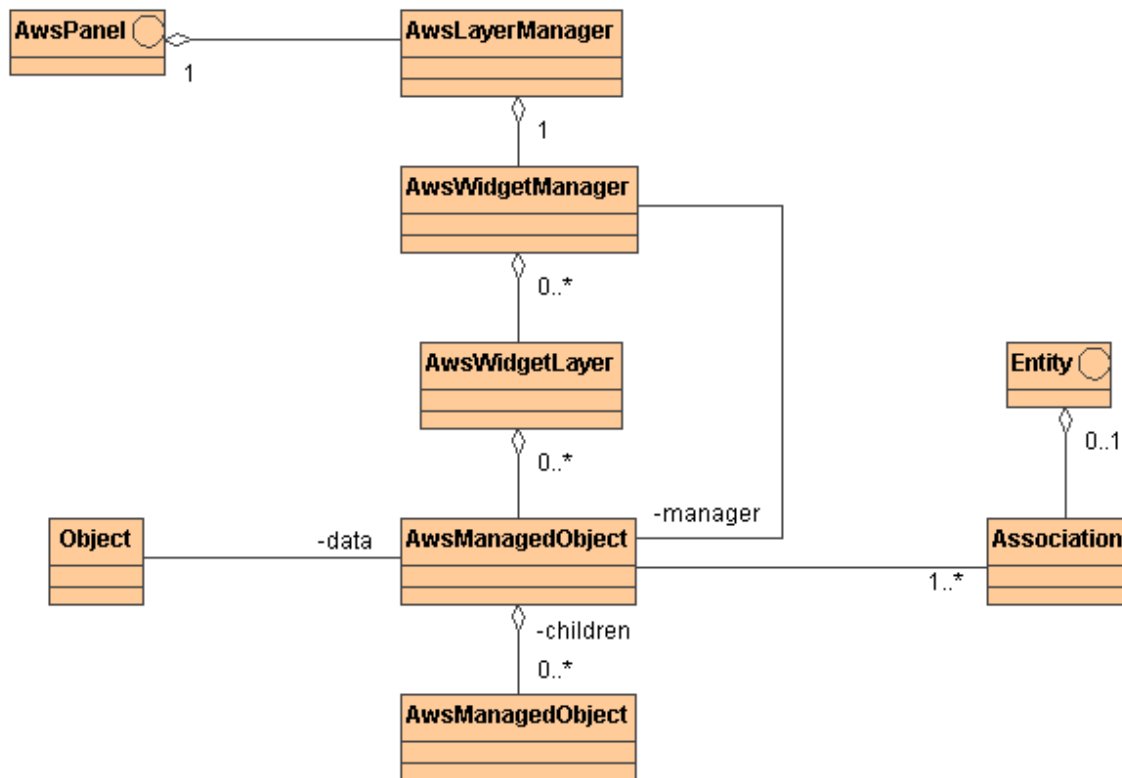 AwsPanel
AwsLayerManager
1
1
AwsWidgetManager
0..*
AwsWidgetLayer
Entity
0..*
0..1
-manager
Object
-data
AwsManagedObject
Association
1..*
-children
0..*
AwsManagedObject